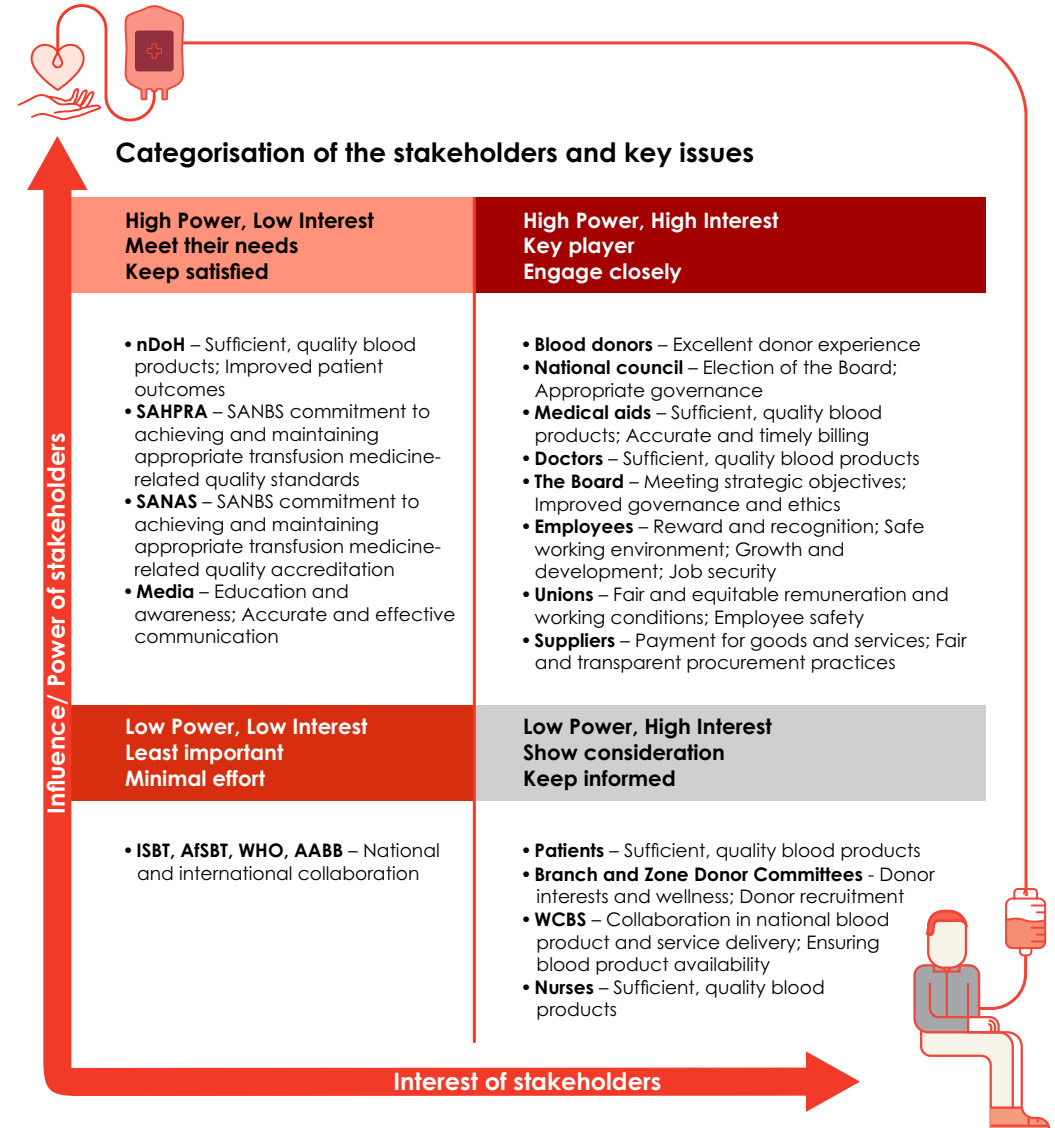 Categorisation of the stakeholders and key issues
Influence/ Power of stakeholders
High Power, Low Interest
Meet their needs
Keep satisfied
• nDoH – Sufficient, quality blood
products; Improved patient
outcomes
• SAHPRA – SANBS commitment to
achieving and maintaining
appropriate transfusion medicine-
related quality standards
• SANAS – SANBS commitment to
achieving and maintaining
appropriate transfusion medicine-
related quality accreditation
• Media – Education and
awareness; Accurate and effective
communication
High Power, High Interest
Key player
Engage closely
• Blood donors – Excellent donor experience
• National council – Election of the Board;
Appropriate governance
• Medical aids – Sufficient, quality blood
products; Accurate and timely billing
• Doctors – Sufficient, quality blood products
• The Board – Meeting strategic objectives;
Improved governance and ethics
• Employees – Reward and recognition; Safe
working environment; Growth and
development; Job security
• Unions – Fair and equitable remuneration and
working conditions; Employee safety
• Suppliers – Payment for goods and services; Fair
and transparent procurement practices
Low Power, Low Interest
Least important
Minimal effort
• ISBT, AfSBT, WHO, AABB – National
and international collaboration
Low Power, High Interest
Show consideration
Keep informed
• Patients – Sufficient, quality blood products
• Branch and Zone Donor Committees - Donor
interests and wellness; Donor recruitment
• WCBS – Collaboration in national blood
product and service delivery; Ensuring
blood product availability
• Nurses – Sufficient, quality blood
products
Interest of stakeholders